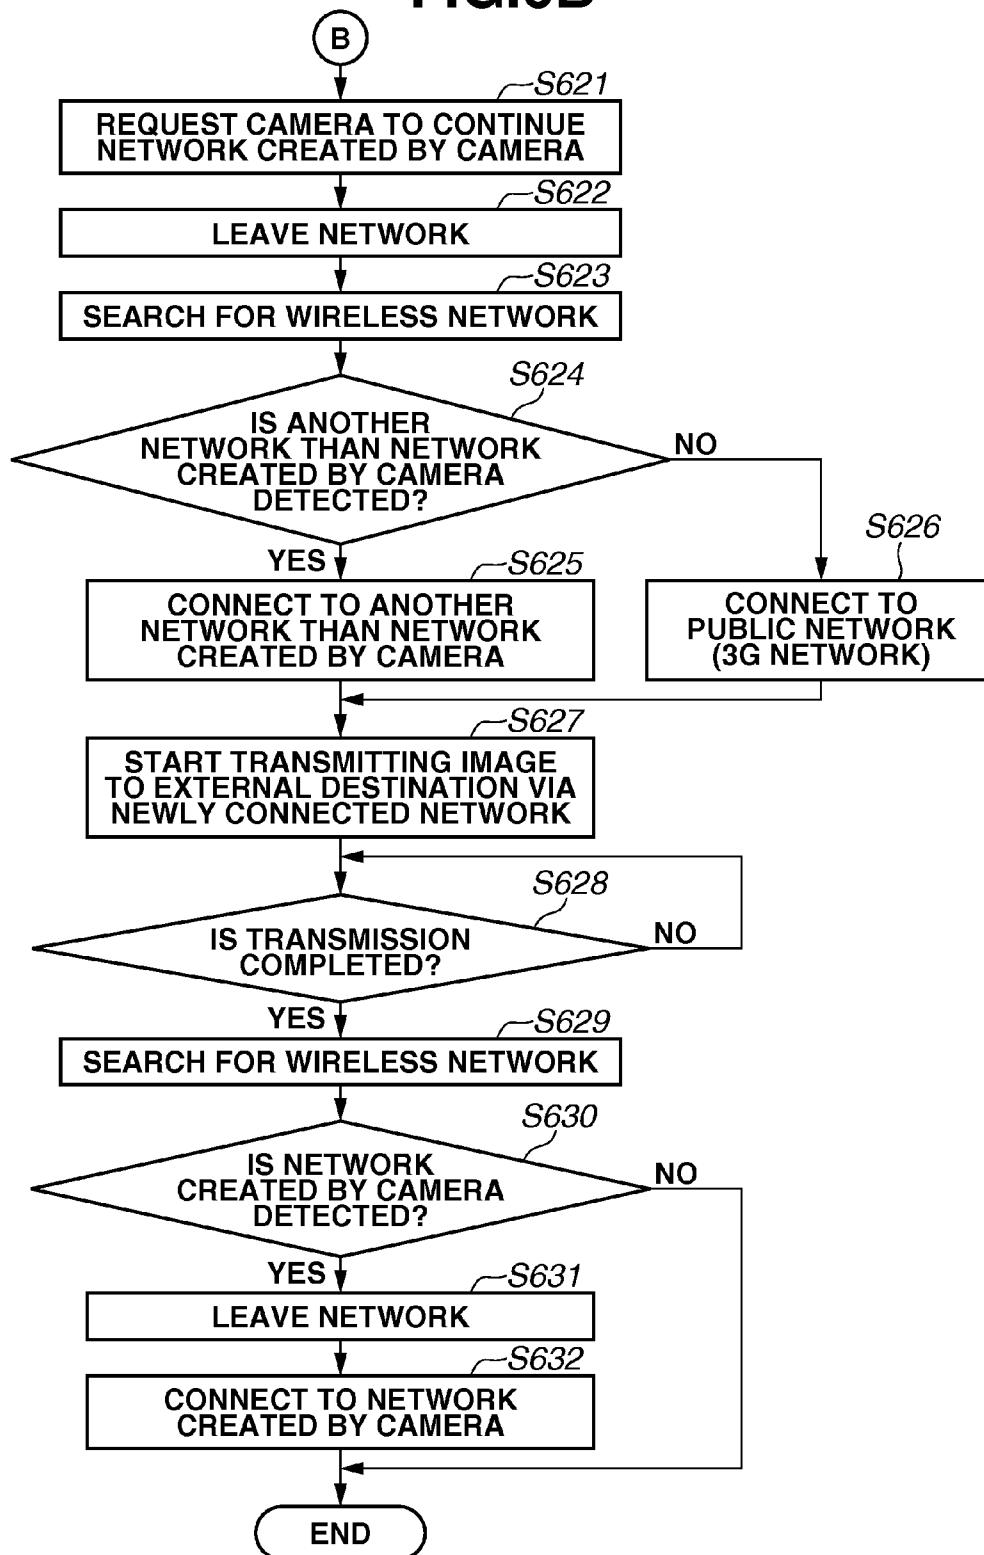 B
S621
REQUEST CAMERA TO CONTINUE
NETWORK CREATED BY CAMERA
S622
LEAVE NETWORK
S623
SEARCH FOR WIRELESS NETWORK
S624
IS ANOTHER
NETWORK THAN NETWORK
CREATED BY CAMERA
DETECTED?
NO
YES
S625
S626
CONNECT TO ANOTHER
NETWORK THAN NETWORK
CREATED BY CAMERA
CONNECT TO
PUBLIC NETWORK
(3G NETWORK)
S627
START TRANSMITTING IMAGE
TO EXTERNAL DESTINATION VIA
NEWLY CONNECTED NETWORK
S628
IS TRANSMISSION
COMPLETED?
NO
YES
S629
SEARCH FOR WIRELESS NETWORK
S630
IS NETWORK
CREATED BY CAMERA
DETECTED?
NO
YES
S631
LEAVE NETWORK
S632
CONNECT TO NETWORK
CREATED BY CAMERA
END